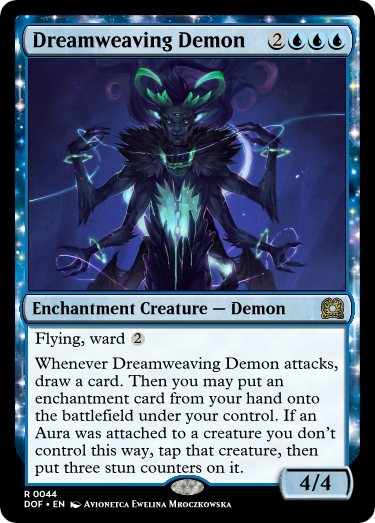 Dreamweaving Demon 2
Enchantment Creature — Demon
Flying, ward 2
Whenever Dreamweaving Demon attacks,
draw a card. Then you may put an
enchantment card from your hand onto
the battlefield under your control. If an
Aura was attached to a creature you don't
control this way, tap that creature, then
put three stun counters on it.
4/4
R 0044
DOF • EN Avionetca Ewelina Mroczkowska